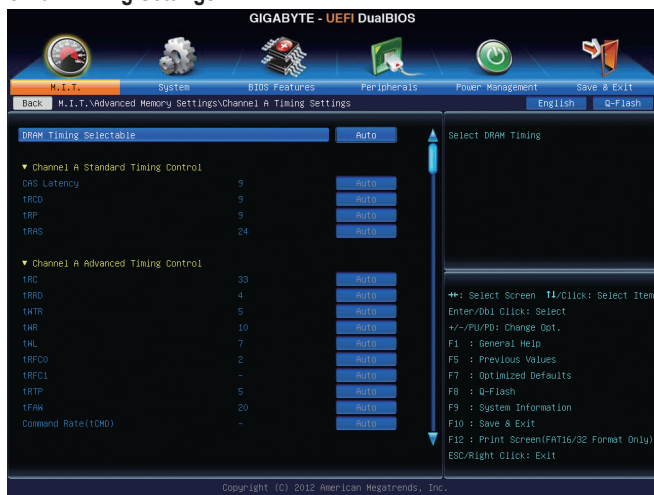 GIGABYTE - UEFI DualBIOS
M.I.T.
System
BIOS Features
Peripherals
Power Management
Save & Exit
Back M.I.T.\Advanced Memory Settings\Channel A Timing Settings
English Q-Flash
DRAM Timing Selectable Auto
▼ Channel A Standard Timing Control
CAS Latency 9 Auto
tRCD 9 Auto
tRP 9 Auto
tRAS 24 Auto
▼ Channel A Advanced Timing Control
tRC 33 Auto
tRRD 4 Auto
tWTR 5 Auto
tWR 10 Auto
tWL 7 Auto
tRFC0 2 Auto
tRFC1 - Auto
tRTP 5 Auto
tFAW 20 Auto
Command Rate(tCMD) - Auto
Select DRAM Timing
→←: Select Screen ↑↓/Click: Select Item
Enter/Dbl Click: Select
+/-/PU/PD: Change Opt.
F1 : General Help
F5 : Previous Values
F7 : Optimized Defaults
F8 : Q-Flash
F9 : System Information
F10 : Save & Exit
F12 : Print Screen(FAT16/32 Format Only)
ESC/Right Click: Exit
Copyright (C) 2012 American Megatrends, Inc.